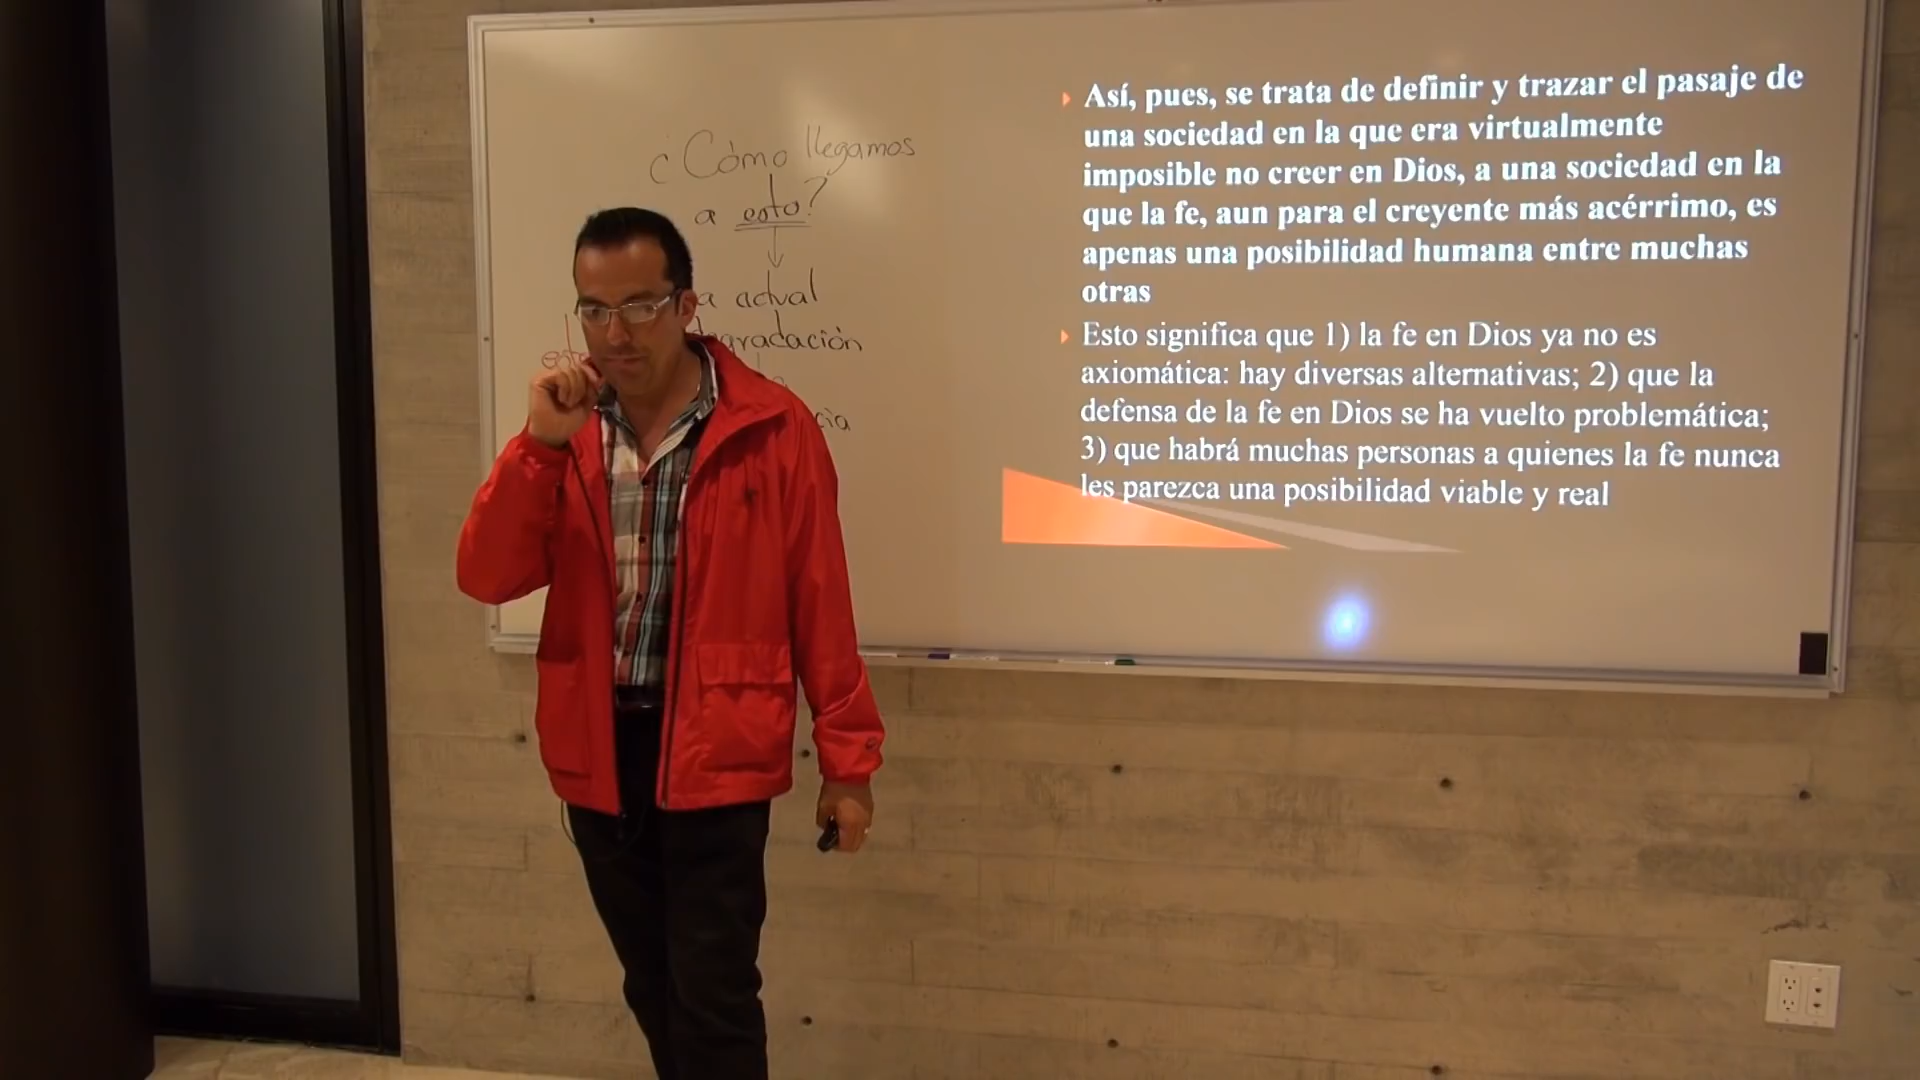 ¿Cómo llegamos
a esto?
actual
degradación
Así, pues, se trata de definir y trazar el pasaje de
una sociedad en la que era virtualmente
imposible no creer en Dios, a una sociedad en la
que la fe, aun para el creyente más acérrimo, es
apenas una posibilidad humana entre muchas
otras
Esto significa que 1) la fe en Dios ya no es
axiomática: hay diversas alternativas; 2) que la
defensa de la fe en Dios se ha vuelto problemática;
3) que habrá muchas personas a quienes la fe nunca
les parezca una posibilidad viable y real